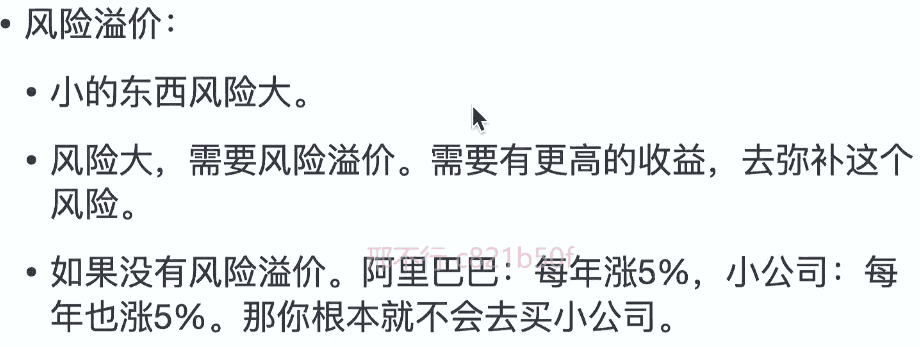 • 风险溢价：
• 小的东西风险大。
• 风险大，需要风险溢价。需要有更高的收益，去弥补这个
风险。
邢不行 c821b50f
• 如果没有风险溢价。阿里巴巴：每年涨5%，小公司：每
年也涨5%。那你根本就不会去买小公司。